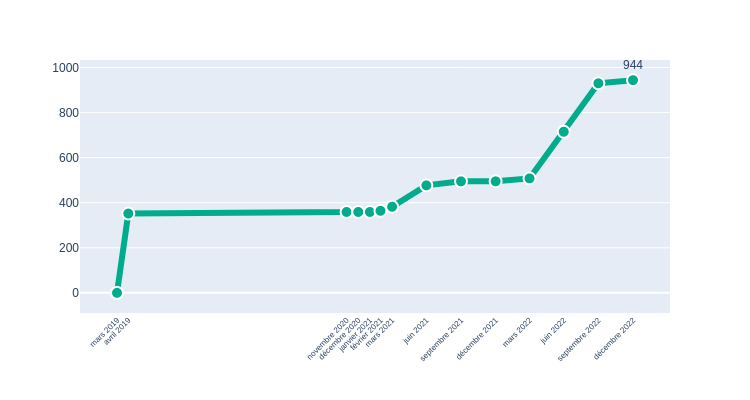 944
1000
800
600
400
200
0
mars 2019
avril 2019
novembre 2020
décembre 2020
janvier 2021
février 2021
mars 2021
juin 2021
septembre 2021
décembre 2021
mars 2022
juin 2022
septembre 2022
décembre 2022